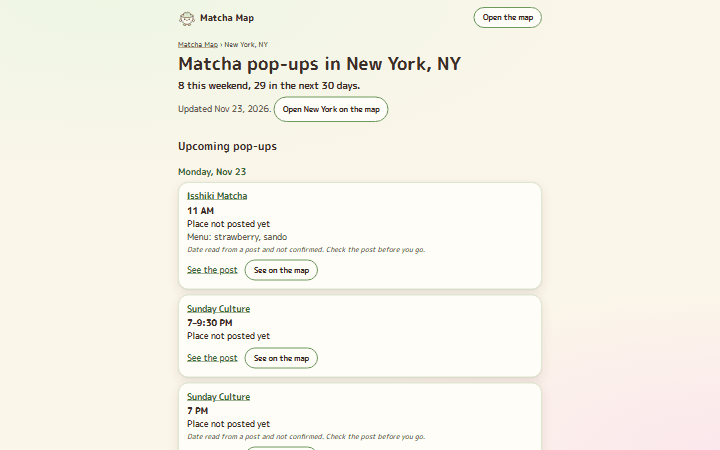 Matcha Map
Open the map
Matcha Map › New York, NY
Matcha pop-ups in New York, NY
8 this weekend, 29 in the next 30 days.
Updated Nov 23, 2026. Open New York on the map
Upcoming pop-ups
Monday, Nov 23
Isshiki Matcha
11 AM
Place not posted yet
Menu: strawberry, sando
Date read from a post and not confirmed. Check the post before you go.
See the post See on the map
Sunday Culture
7–9:30 PM
Place not posted yet
See the post See on the map
Sunday Culture
7 PM
Place not posted yet
Date read from a post and not confirmed. Check the post before you go.